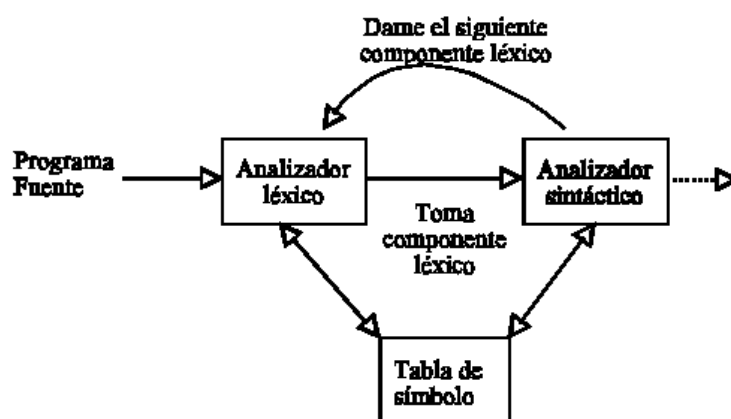 Dame el siguiente
componente léxico
Programa
Fuente
Analizador
léxico
Analizador
sintáctico
Toma
componente
léxico
Tabla de
símbolo